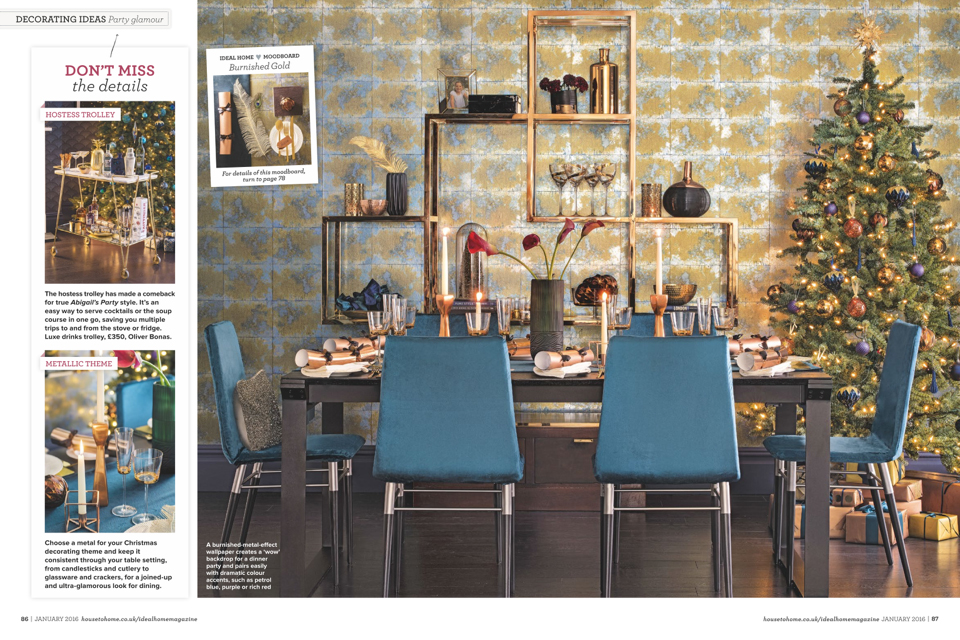 DECORATING IDEAS Party glamour
DON'T MISS
the details
HOSTESS TROLLEY
The hostess trolley has made a comeback
for true Abigail's Party style. It's an
easy way to serve cocktails or the soup
course in one go, saving you multiple
trips to and from the stove or fridge.
Luxe drinks trolley, £350, Oliver Bonas.
METALLIC THEME
Choose a metal for your Christmas
decorating theme and keep it
consistent through your table setting,
from candlesticks and cutlery to
glassware and crackers, for a joined-up
and ultra-glamorous look for dining.
IDEAL HOME MOODBOARD
Burnished Gold
For details of this moodboard,
turn to page 78
A burnished-metal-effect
wallpaper creates a 'wow'
backdrop for a dinner
party and pairs easily
with dramatic colour
accents, such as petrol
blue, purple or rich red
86 | JANUARY 2016 housetohome.co.uk/idealhomemagazine
housetohome.co.uk/idealhomemagazine JANUARY 2016 | 87